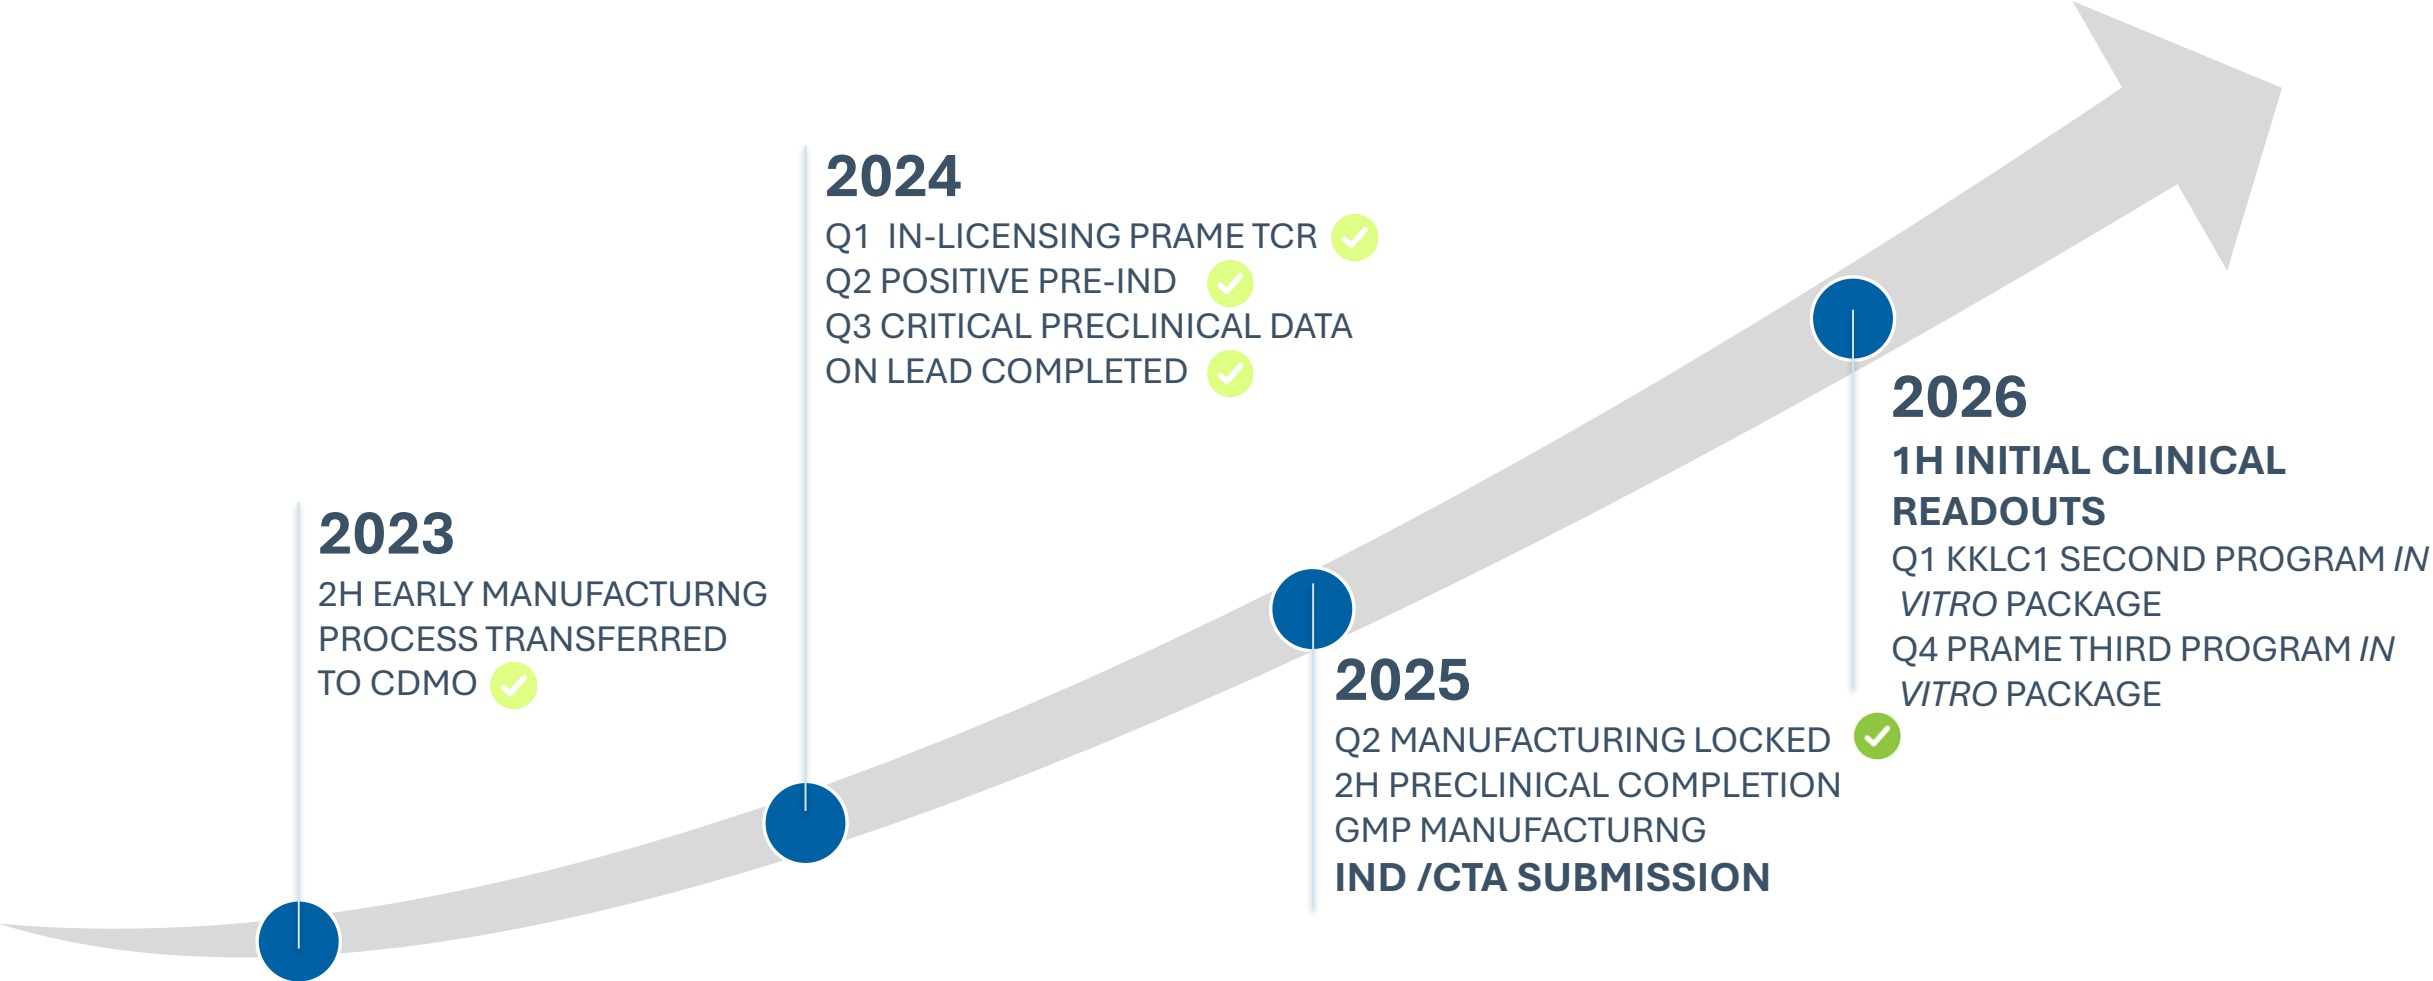 2023
2H EARLY MANUFACTURNG
PROCESS TRANSFERRED
TO CDMO
2024
Q1 IN-LICENSING PRAME TCR
Q2 POSITIVE PRE-IND
Q3 CRITICAL PRECLINICAL DATA
ON LEAD COMPLETED
2025
Q2 MANUFACTURING LOCKED
2H PRECLINICAL COMPLETION
GMP MANUFACTURNG
IND /CTA SUBMISSION
2026
1H INITIAL CLINICAL
READOUTS
Q1 KKLC1 SECOND PROGRAM IN
VITRO PACKAGE
Q4 PRAME THIRD PROGRAM IN
VITRO PACKAGE